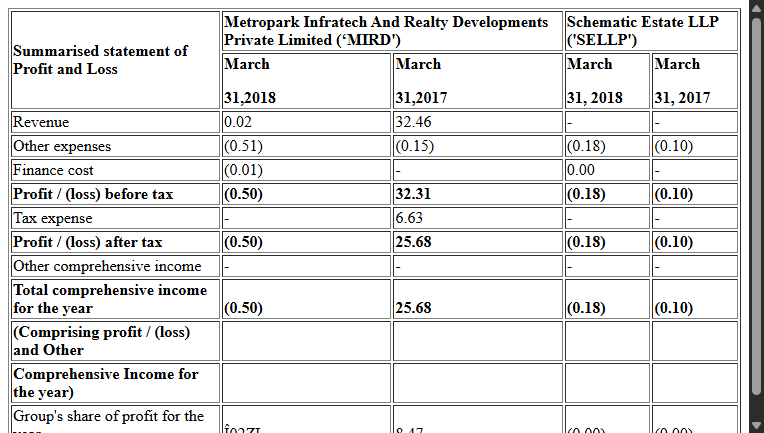 Summarised statement of Profit and Loss	Metropark Infratech And Realty Developments Private Limited (‘MIRD')	Schematic Estate LLP ('SELLP')
March 31,2018	March 31,2017	March 31, 2018	March 31, 2017
Revenue	0.02	32.46	-	-
Other expenses	(0.51)	(0.15)	(0.18)	(0.10)
Finance cost	(0.01)	-	0.00	-
Profit / (loss) before tax	(0.50)	32.31	(0.18)	(0.10)
Tax expense	-	6.63	-	-
Profit / (loss) after tax	(0.50)	25.68	(0.18)	(0.10)
Other comprehensive income	-	-	-	-
Total comprehensive income for the year	(0.50)	25.68	(0.18)	(0.10)
(Comprising profit / (loss) and Other
Comprehensive Income for the year)
Group's share of profit for the